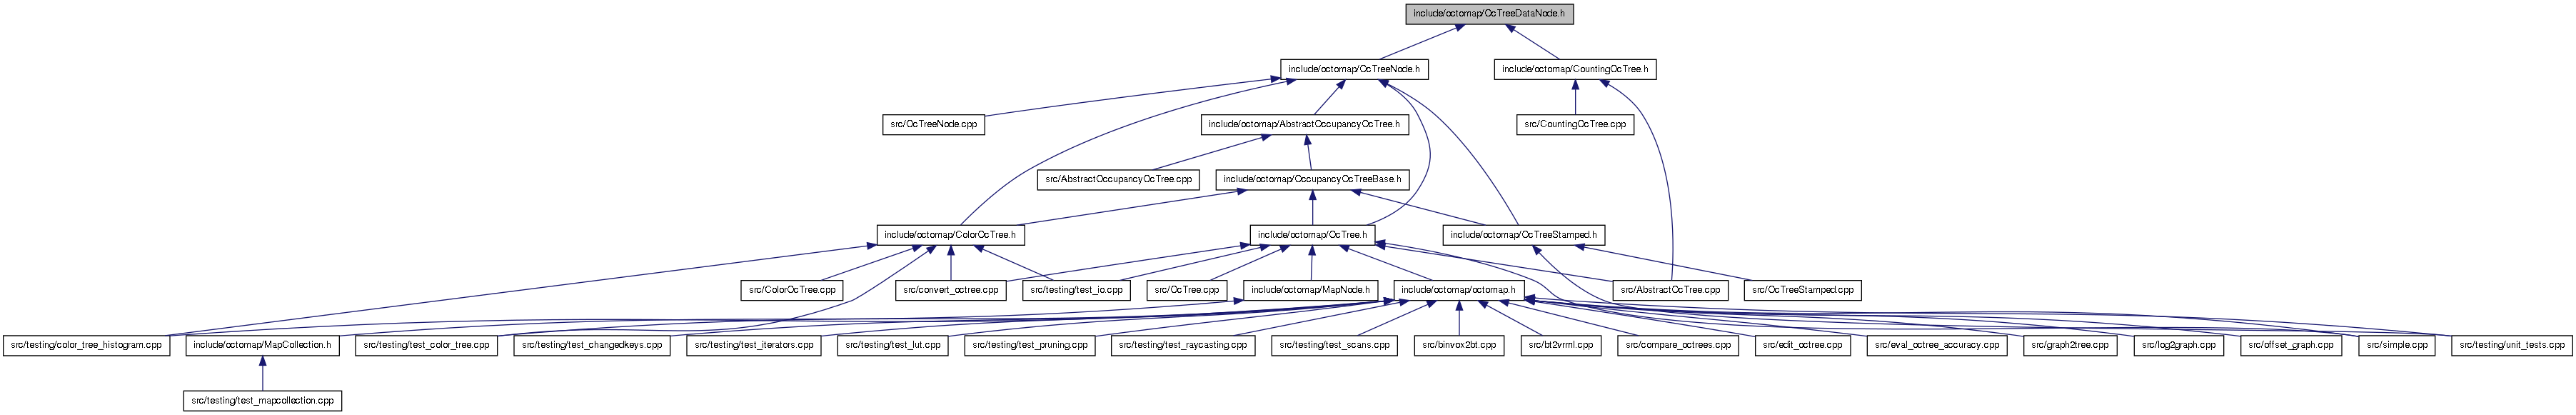 include/octomap/OcTreeDataNode.h
include/octomap/OcTreeNode.h
include/octomap/CountingOcTree.h
src/OcTreeNode.cpp
include/octomap/AbstractOccupancyOcTree.h
src/CountingOcTree.cpp
src/AbstractOccupancyOcTree.cpp
include/octomap/OccupancyOcTreeBase.h
include/octomap/ColorOcTree.h
include/octomap/OcTree.h
include/octomap/OcTreeStamped.h
src/ColorOcTree.cpp
src/convert_octree.cpp
src/testing/test_io.cpp
src/OcTree.cpp
include/octomap/MapNode.h
include/octomap/octomap.h
src/AbstractOcTree.cpp
src/OcTreeStamped.cpp
src/testing/color_tree_histogram.cpp
include/octomap/MapCollection.h
src/testing/test_color_tree.cpp
src/testing/test_changedkeys.cpp
src/testing/test_iterators.cpp
src/testing/test_lut.cpp
src/testing/test_pruning.cpp
src/testing/test_raycasting.cpp
src/testing/test_scans.cpp
src/binvox2bt.cpp
src/bt2vrml.cpp
src/compare_octrees.cpp
src/edit_octree.cpp
src/eval_octree_accuracy.cpp
src/graph2tree.cpp
src/log2graph.cpp
src/offset_graph.cpp
src/simple.cpp
src/testing/unit_tests.cpp
src/testing/test_mapcollection.cpp